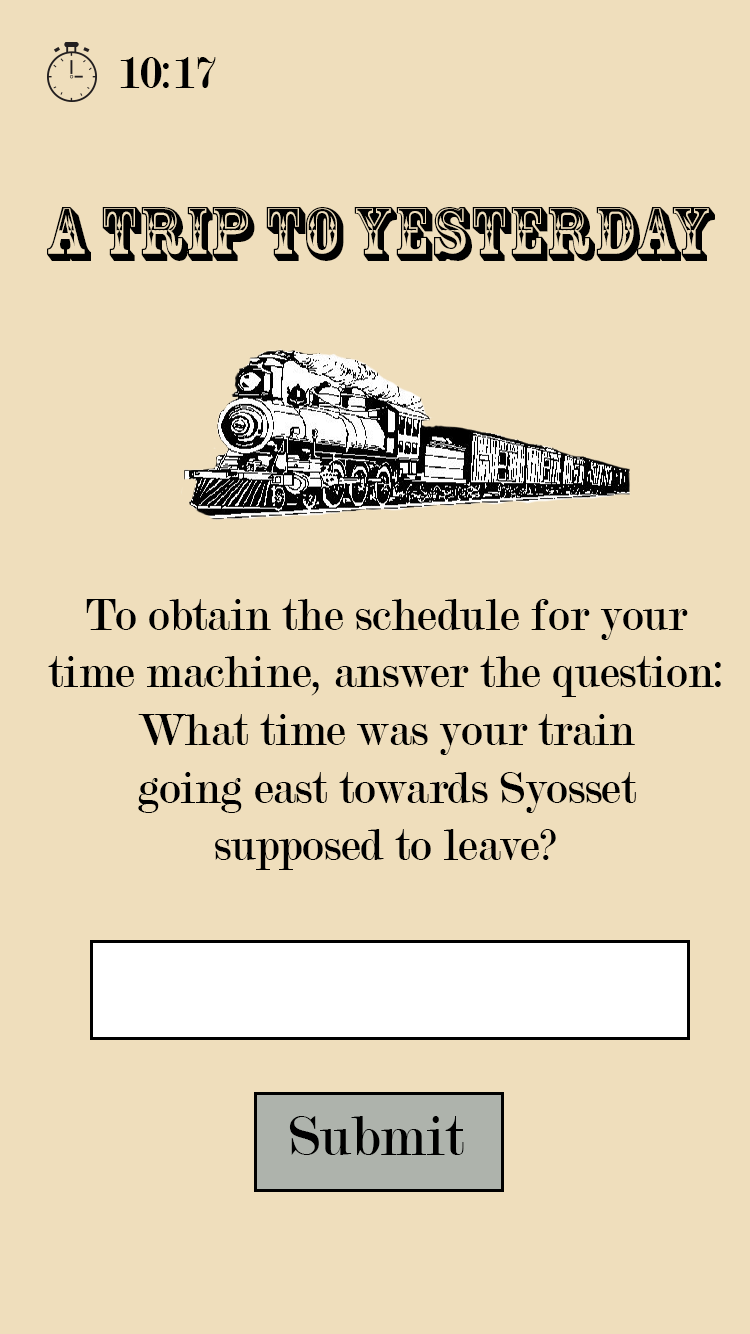 10:17
A TRIP TO YESTERDAY
To obtain the schedule for your
time machine, answer the question:
What time was your train
going east towards Syosset
supposed to leave?
Submit